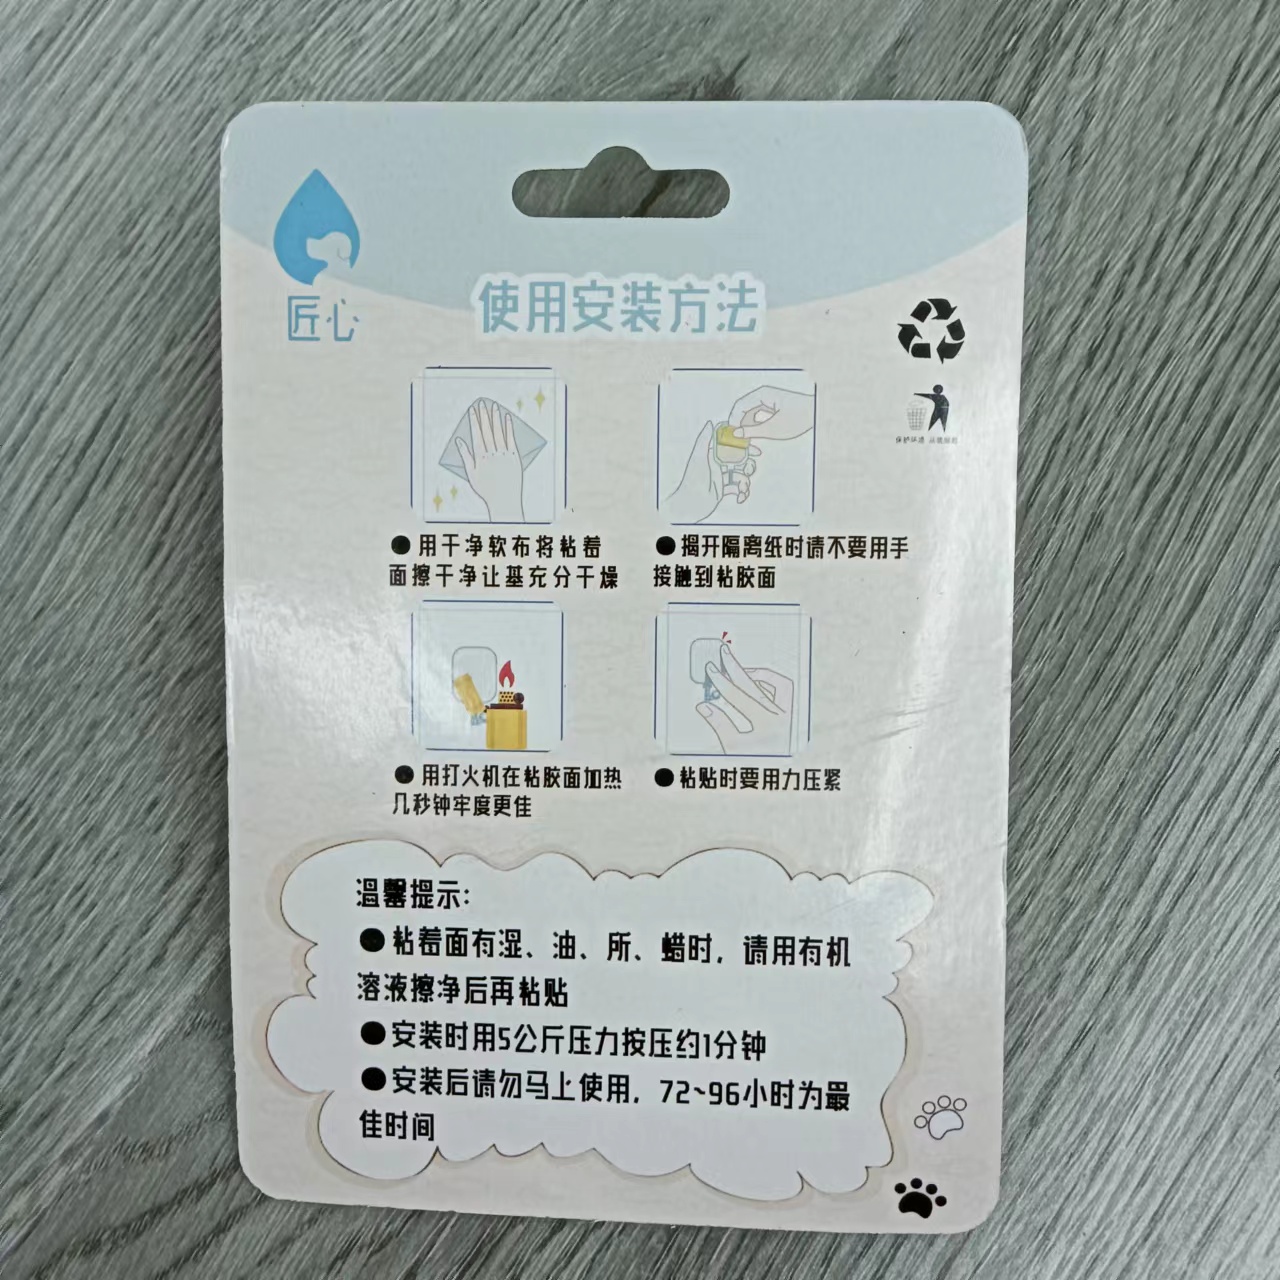 匠心
使用安装方法
●用干净软布将粘着
面擦干净让基充分干燥
●揭开隔离纸时请不要用手
接触到粘胶面
●用打火机在粘胶面加热
几秒钟牢度更佳
●粘贴时要用力压紧
温馨提示：
●粘着面有湿、油、所、蜡时，请用有机
溶液擦净后再粘贴
●安装时用5公斤压力按压约1分钟
●安装后请勿马上使用，72~96小时为最
佳时间